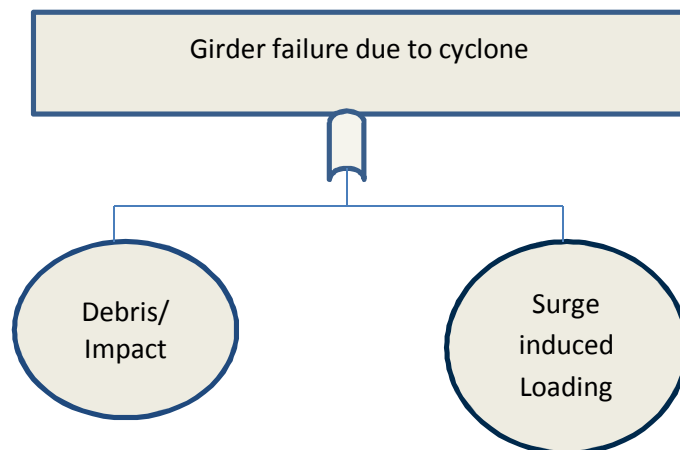 Girder failure due to cyclone
Debris/
Impact
Surge
induced
Loading